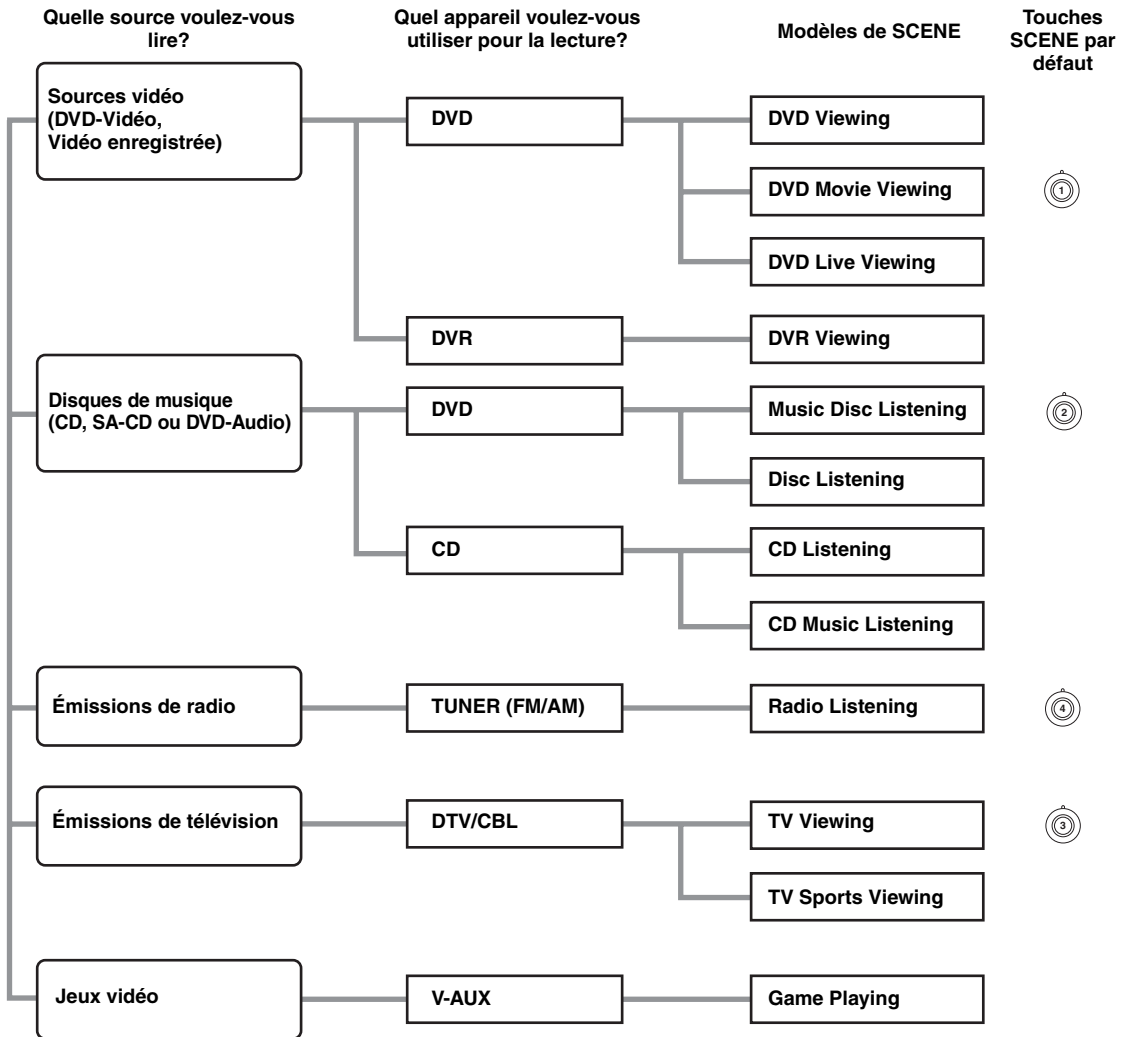 Quelle source voulez-vous
lire?
Quel appareil voulez-vous
utiliser pour la lecture?
Modèles de SCENE
Touches
SCENE par
défaut
Sources vidéo
(DVD-Vidéo,
Vidéo enregistrée)
DVD
DVD Viewing
DVD Movie Viewing
1
DVD Live Viewing
DVR
DVR Viewing
Disques de musique
(CD, SA-CD ou DVD-Audio)
DVD
Music Disc Listening
2
Disc Listening
CD
CD Listening
CD Music Listening
Émissions de radio
TUNER (FM/AM)
Radio Listening
4
Émissions de télévision
DTV/CBL
TV Viewing
3
TV Sports Viewing
Jeux vidéo
V-AUX
Game Playing